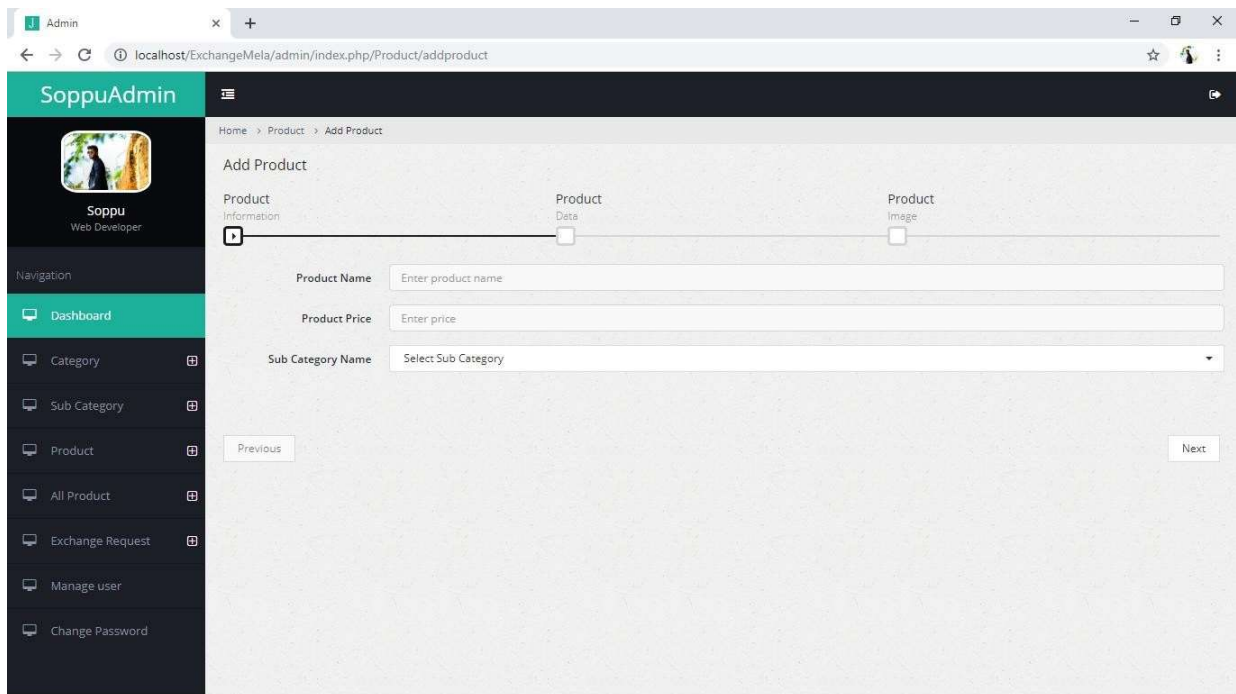 J Admin
localhost/ExchangeMela/admin/index.php/Product/addproduct
SoppuAdmin
Soppu
Web Developer
Navigation
Dashboard
Category
Sub Category
Product
All Product
Exchange Request
Manage user
Change Password
Home > Product > Add Product
Add Product
Product
Information
Product
Data
Product
Image
Product Name Enter product name
Product Price Enter price
Sub Category Name Select Sub Category
Previous Next